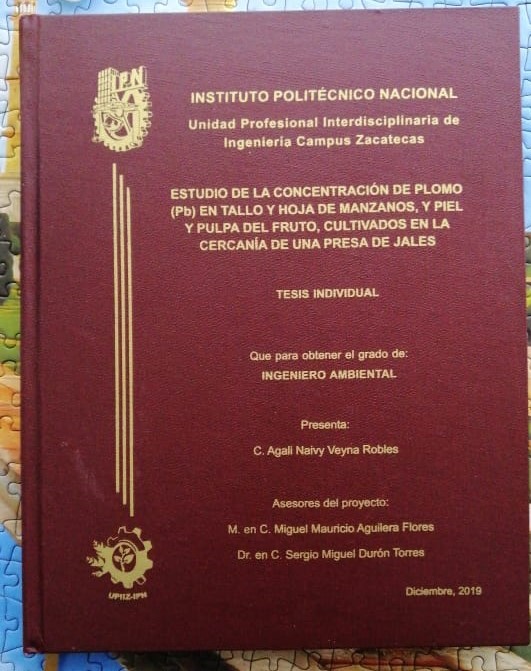 IPN
INSTITUTO POLITÉCNICO NACIONAL
Unidad Profesional Interdisciplinaria de
Ingeniería Campus Zacatecas
ESTUDIO DE LA CONCENTRACIÓN DE PLOMO
(Pb) EN TALLO Y HOJA DE MANZANOS, Y PIEL
Y PULPA DEL FRUTO, CULTIVADOS EN LA
CERCANÍA DE UNA PRESA DE JALES
TESIS INDIVIDUAL
Que para obtener el grado de:
INGENIERO AMBIENTAL
Presenta:
C. Agali Naivy Veyna Robles
Asesores del proyecto:
M. en C. Miguel Mauricio Aguilera Flores
Dr. en C. Sergio Miguel Durón Torres
UPIIZ-IPN
Diciembre, 2019